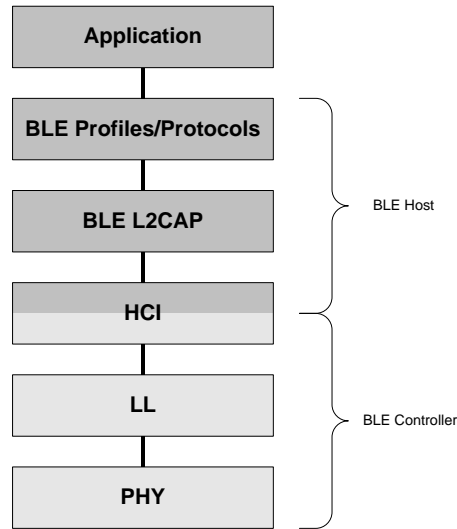 Application
BLE Profiles/Protocols
BLE L2CAP
BLE Host
HCI
LL
BLE Controller
PHY